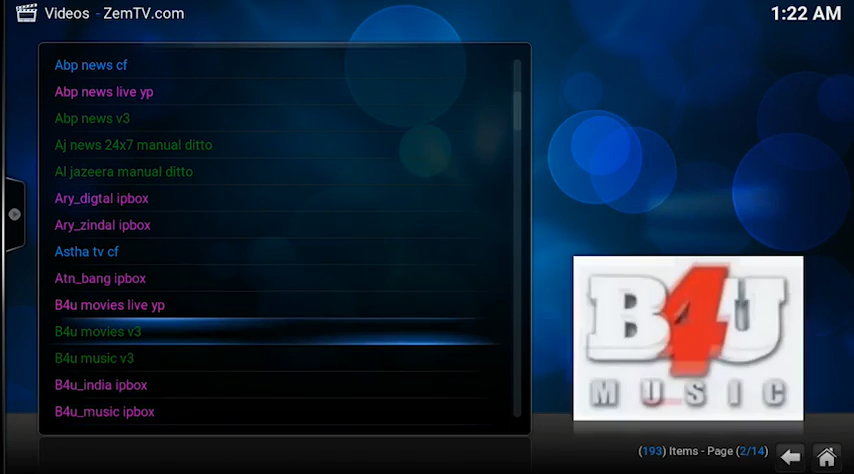 Videos - ZemTV.com
1:22 AM
Abp news cf
Abp news live yp
Abp news v3
Aj news 24x7 manual ditto
Al jazeera manual ditto
Ary_digtal ipbox
Ary_zindal ipbox
Astha tv cf
Atn_bang ipbox
B4u movies live yp
B4u movies v3
B4u music v3
B4u_india ipbox
B4u_music ipbox
B4U
MUSIC
(193) Items - Page (2/14)